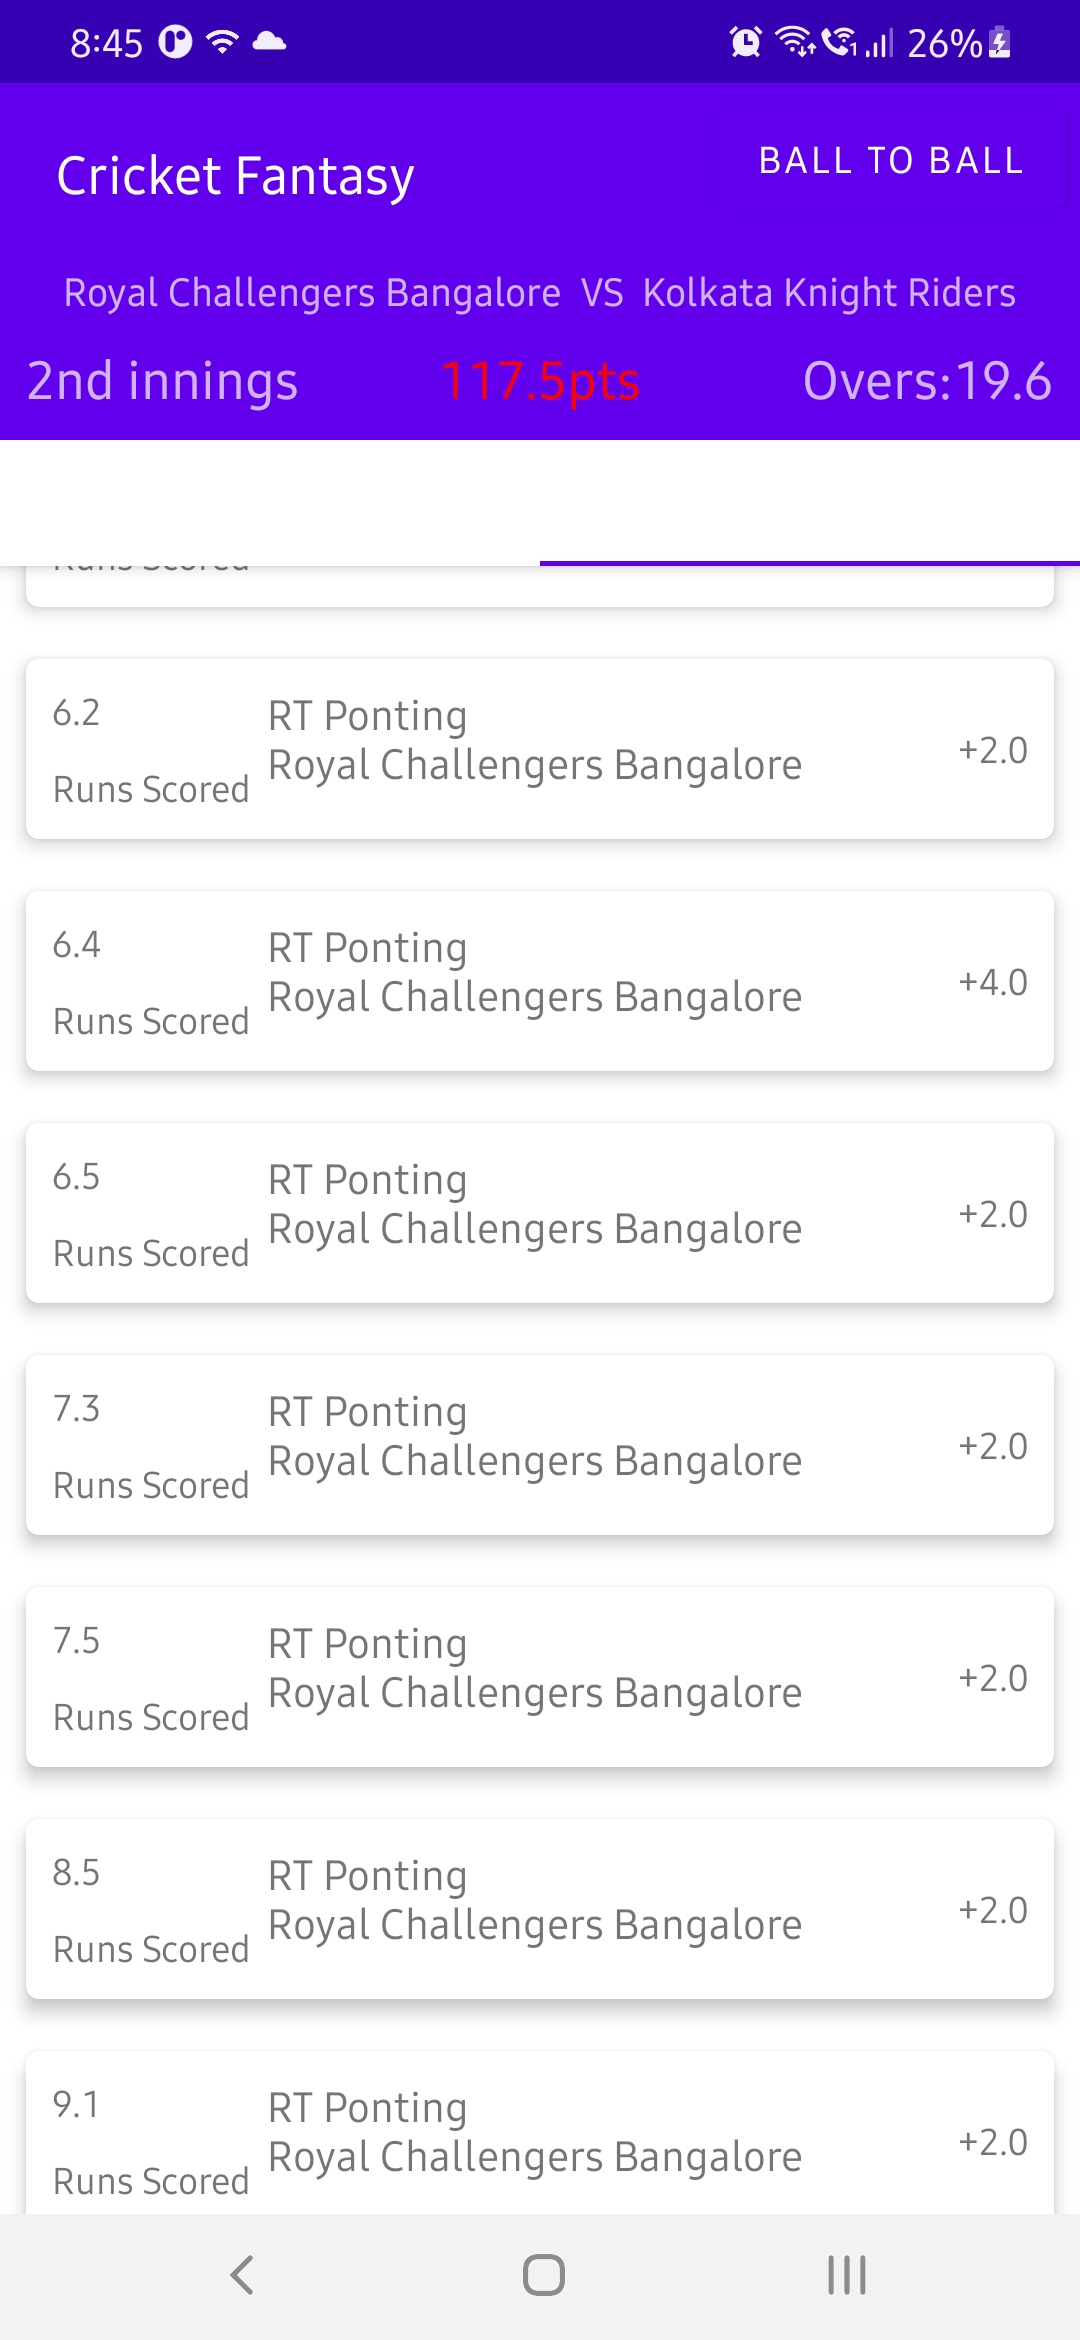 8:45
26%
Cricket Fantasy
BALL TO BALL
Royal Challengers Bangalore VS Kolkata Knight Riders
2nd innings 117.5pts Overs:19.6
6.2
RT Ponting
Royal Challengers Bangalore
+2.0
Runs Scored
6.4
RT Ponting
Royal Challengers Bangalore
+4.0
Runs Scored
6.5
RT Ponting
Royal Challengers Bangalore
+2.0
Runs Scored
7.3
RT Ponting
Royal Challengers Bangalore
+2.0
Runs Scored
7.5
RT Ponting
Royal Challengers Bangalore
+2.0
Runs Scored
8.5
RT Ponting
Royal Challengers Bangalore
+2.0
Runs Scored
9.1
RT Ponting
Royal Challengers Bangalore
+2.0
Runs Scored